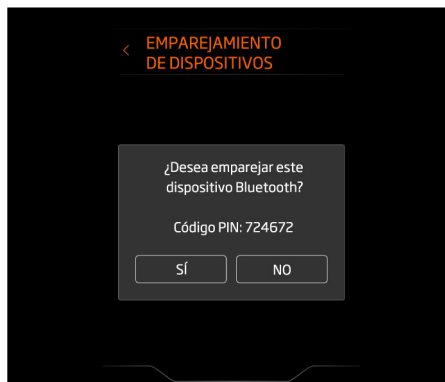 EMPAREJAMIENTO
DE DISPOSITIVOS
¿Desea emparejar este
dispositivo Bluetooth?
Código PIN: 724672
SÍ
NO